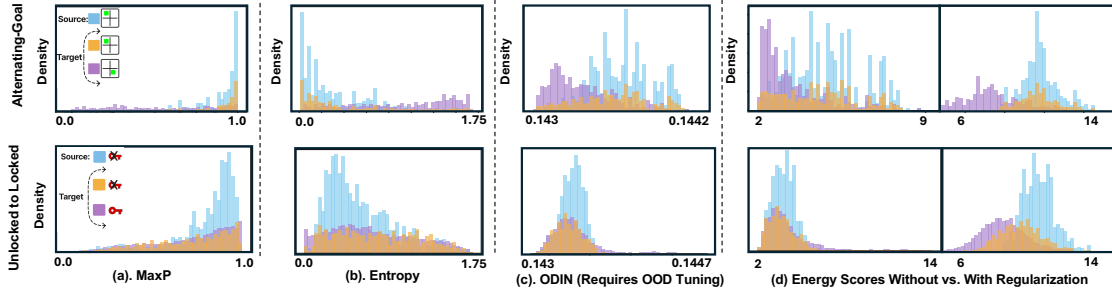 Alternating-Goal
Density
Source:
Target
0.0
1.0
Density
0.0
1.75
Density
0.143
0.1442
Density
2
9
6
14
Unlocked to Locked
Density
Source:
Target
0.0
1.0
0.0
1.75
0.143
0.1447
2
14
6
14
(a). MaxP
(b). Entropy
(c). ODIN (Requires OOD Tuning)
(d) Energy Scores Without vs. With Regularization